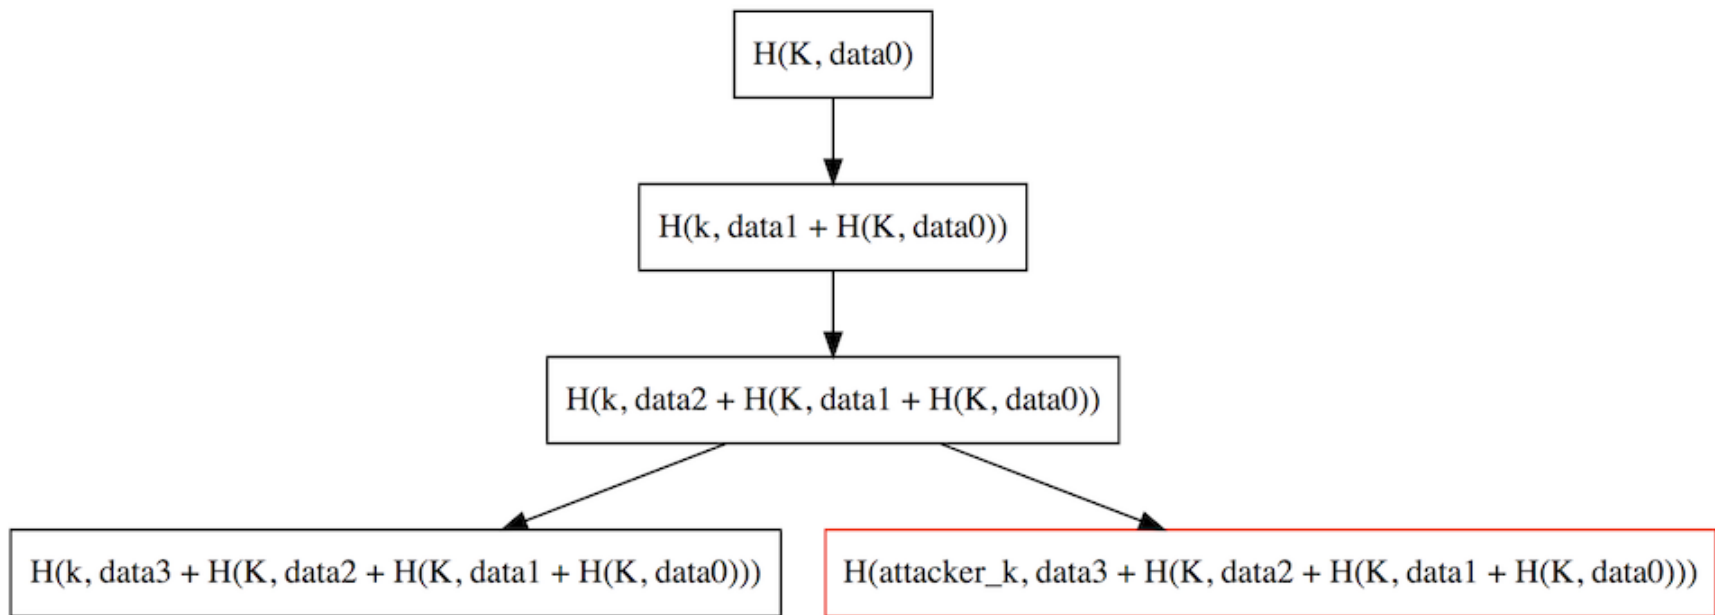 H(K, data0)
H(k, data1 + H(K, data0))
H(k, data2 + H(K, data1 + H(K, data0))
H(k, data3 + H(K, data2 + H(K, data1 + H(K, data0)))
H(attacker_k, data3 + H(K, data2 + H(K, data1 + H(K, data0)))